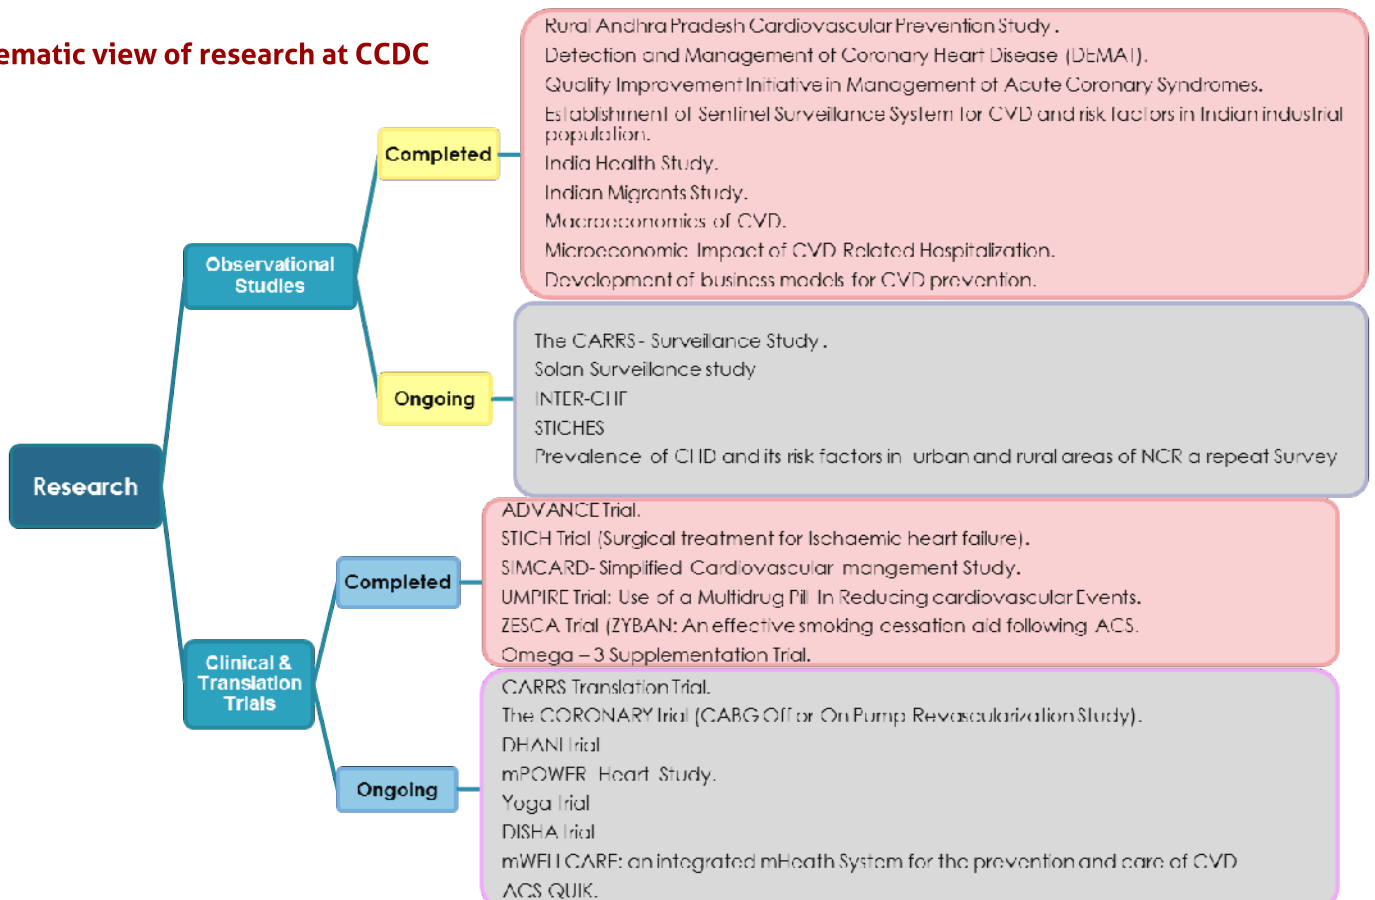 ematic view of research at CCDC
Research
Observational
Studies
Completed
Rural Andhra Pradesh Cardiovascular Prevention Study .
Detection and Management of Coronary Heart Disease (DEMAT).
Quality Improvement Initiative in Management of Acute Coronary Syndromes.
Establishment of Sentinel Surveillance System for CVD and risk factors in Indian industrial
population.
India Health Study.
Indian Migrants Study.
Macroeconomics of CVD.
Microeconomic Impact of CVD Related Hospitalization.
Development of business models for CVD prevention.
Ongoing
The CARRS- Surveillance Study .
Solan Surveillance study
INTER-CHF
STICHES
Prevalence of CHD and its risk factors in urban and rural areas of NCR a repeat Survey
Clinical &
Translation
Trials
Completed
ADVANCE Trial.
STICH Trial (Surgical treatment for Ischaemic heart failure).
SIMCARD- Simplified Cardiovascular mangement Study.
UMPIRE Trial: Use of a Multidrug Pill In Reducing cardiovascular Events.
ZESCA Trial (ZYBAN: An effective smoking cessation aid following ACS.
Omega – 3 Supplementation Trial.
Ongoing
CARRS Translation Trial.
The CORONARY trial (CABG Off or On Pump Revascularization Study).
DHANI trial
mPOWER Heart Study.
Yoga trial
DISHA trial
mWELLCARE: an integrated mHeath System for the prevention and care of CVD
ACS QUIK.